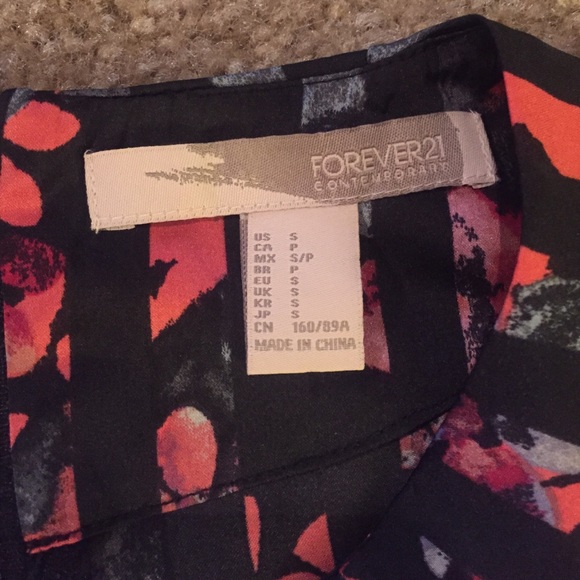 FOREVER21
CONTEMPORARY
US S
CA P
MX S/P
BR P
EU S
UK S
KR S
JP S
CN 160/89A
MADE IN CHINA